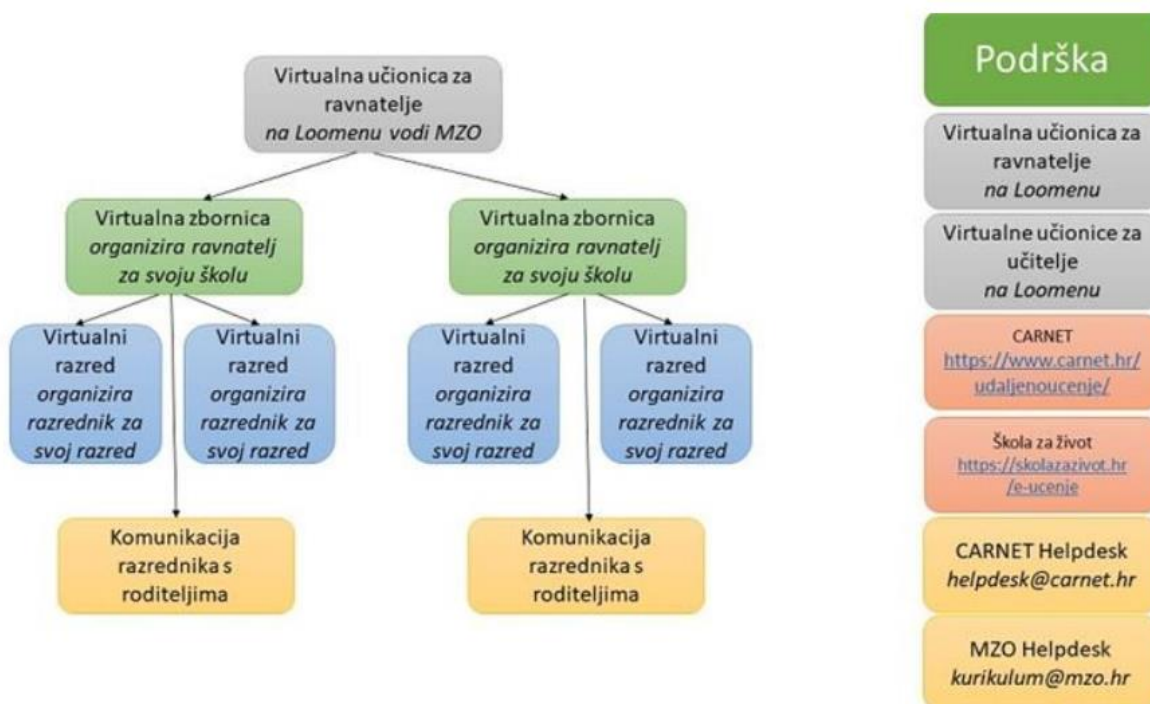 Virtualna učionica za
ravnatelje
na Loomenu vodi MZO
Virtualna zbornica
organizira ravnatelj
za svoju školu
Virtualna zbornica
organizira ravnatelj
za svoju školu
Virtualni
razred
organizira
razrednik za
svoj razred
Virtualni
razred
organizira
razrednik za
svoj razred
Virtualni
razred
organizira
razrednik za
svoj razred
Virtualni
razred
organizira
razrednik za
svoj razred
Komunikacija
razrednika s
roditeljima
Komunikacija
razrednika s
roditeljima
Podrška
Virtualna učionica za
ravnatelje
na Loomenu
Virtualne učionice za
učitelje
na Loomenu
CARNET
https://www.carnet.hr/
udaljenoucenje/
Škola za život
https://skolazazivot.hr
/e-ucenje
CARNET Helpdesk
helpdesk@carnet.hr
MZO Helpdesk
kurikulum@mzo.hr